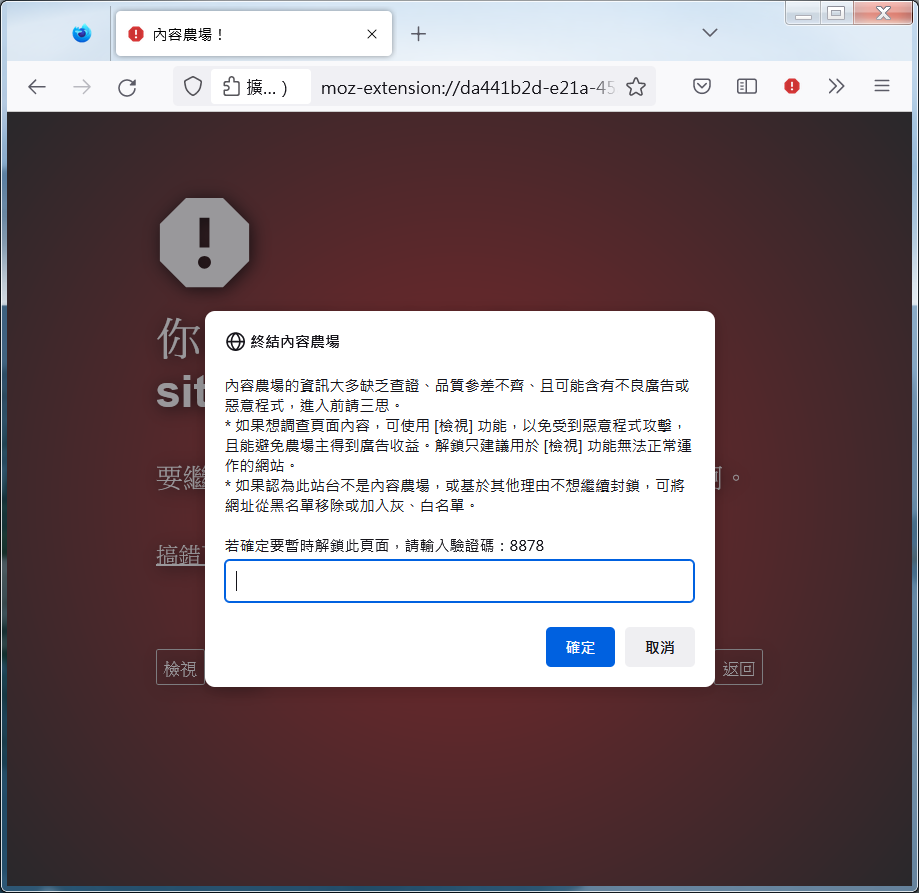 內容農場！
擴...）
moz-extension://da441b2d-e21a-45
你
sit
要繼
啊。
搞錯
檢視
返回
終結內容農場
內容農場的資訊大多缺乏查證、品質參差不齊、且可能含有不良廣告或
惡意程式，進入前請三思。
* 如果想調查頁面內容，可使用 [檢視] 功能，以免受到惡意程式攻擊，
且能避免農場主得到廣告收益。解鎖只建議用於 [檢視] 功能無法正常運
作的網站。
* 如果認為此站台不是內容農場，或基於其他理由不想繼續封鎖，可將
網址從黑名單移除或加入灰、白名單。
若確定要暫時解鎖此頁面，請輸入驗證碼：8878
確定
取消